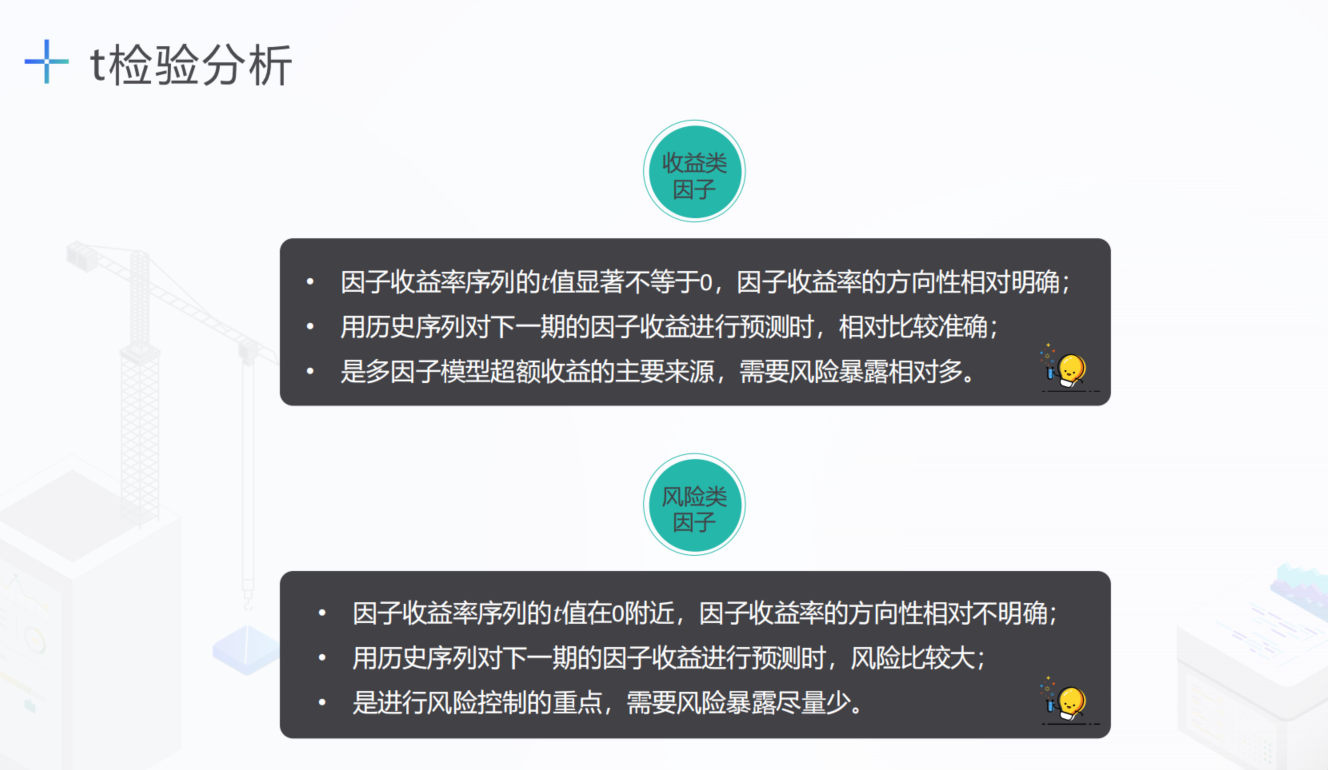 t检验分析
收益类
因子
• 因子收益率序列的t值显著不等于0，因子收益率的方向性相对明确；
• 用历史序列对下一期的因子收益进行预测时，相对比较准确；
• 是多因子模型超额收益的主要来源，需要风险暴露相对多。
风险类
因子
• 因子收益率序列的t值在0附近，因子收益率的方向性相对不明确；
• 用历史序列对下一期的因子收益进行预测时，风险比较大；
• 是进行风险控制的重点，需要风险暴露尽量少。